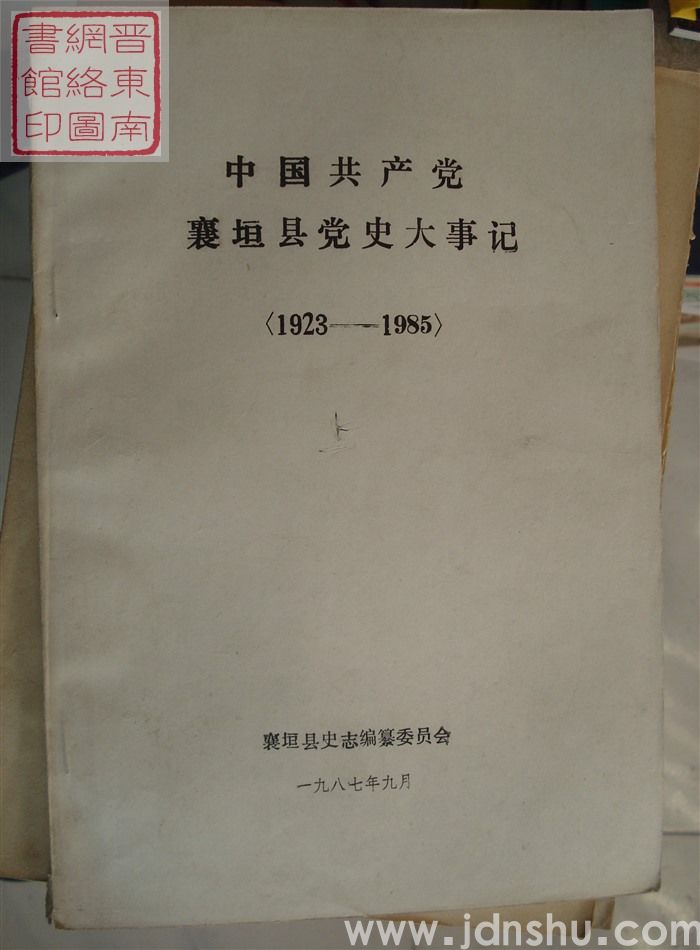 晋東南
網絡圖
書館印
中国共产党
襄垣县党史大事记
〈1923——1985〉
上
襄垣县史志编纂委员会
一九八七年九月
www.jdnshu.com